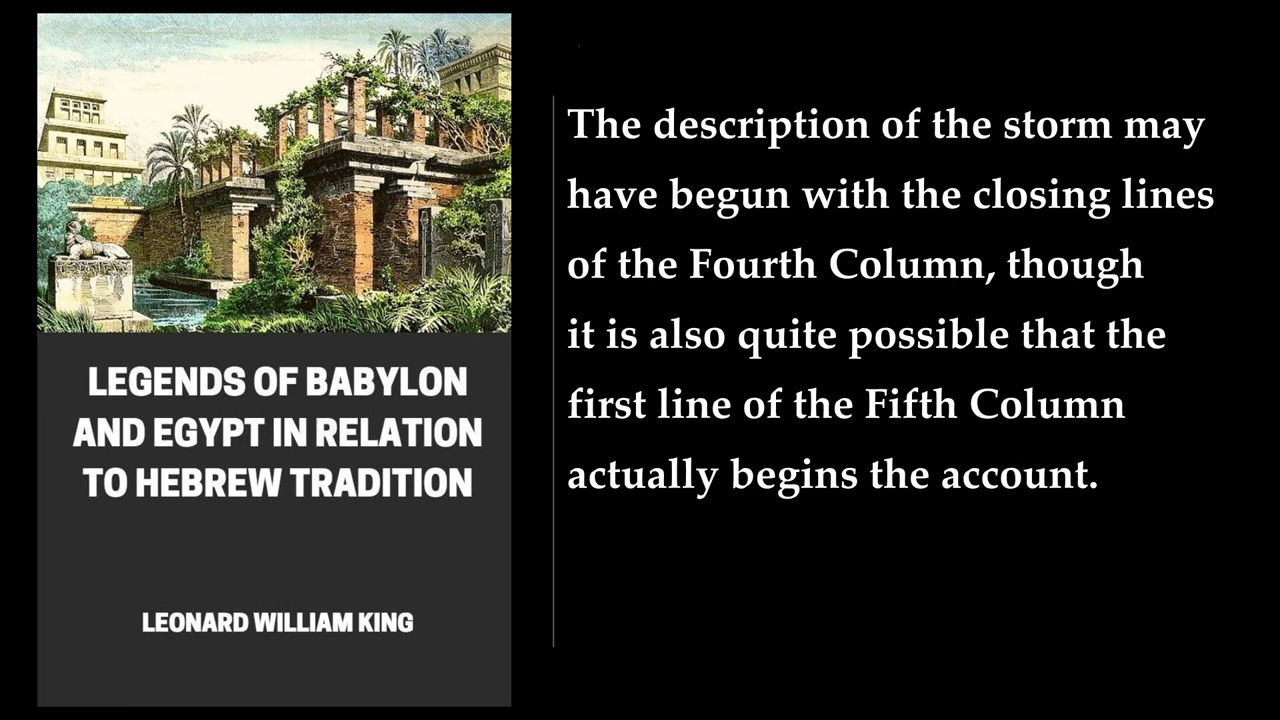 LEGENDS OF BABYLON
AND EGYPT IN RELATION
TO HEBREW TRADITION
LEONARD WILLIAM KING
The description of the storm may
have begun with the closing lines
of the Fourth Column, though
it is also quite possible that the
first line of the Fifth Column
actually begins the account.